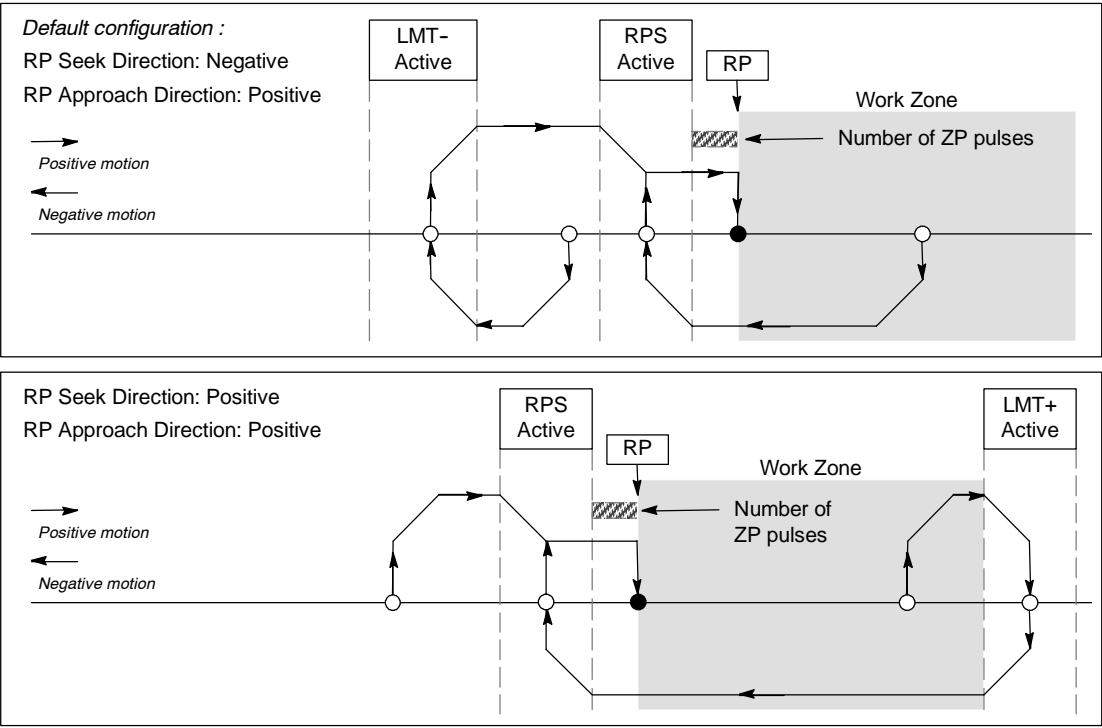 Default configuration :
RP Seek Direction: Negative
RP Approach Direction: Positive
LMT-
Active
RPS
Active
RP
Work Zone
Number of ZP pulses
Positive motion
Negative motion
RP Seek Direction: Positive
RP Approach Direction: Positive
RPS
Active
RP
LMT+
Active
Work Zone
Number of
ZP pulses
Positive motion
Negative motion